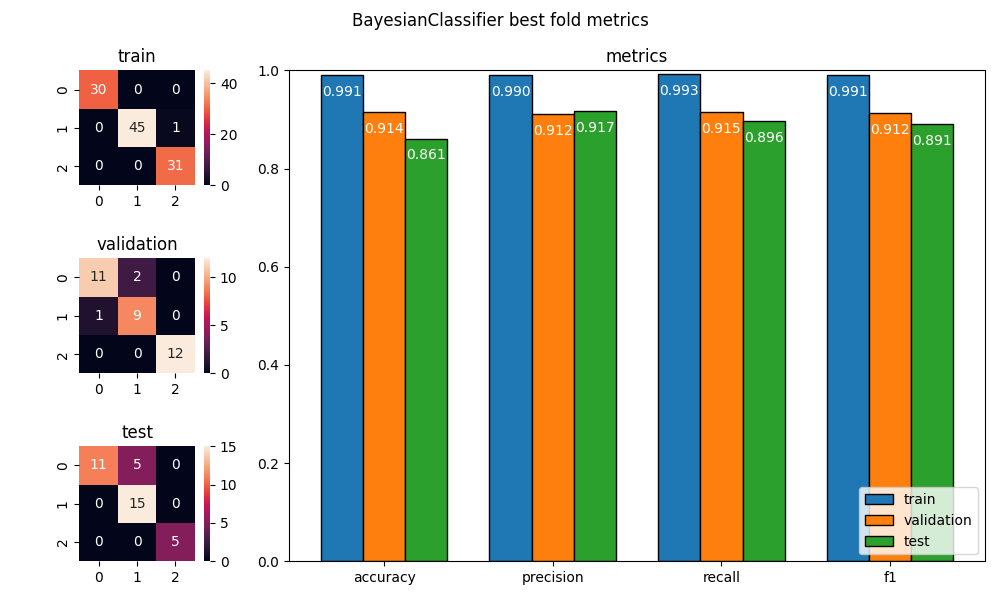 BayesianClassifier best fold metrics
train
0 30 0 0
1 0 45 1
2 0 0 31
0 1 2
40
20
0
validation
0 11 2 0
1 1 9 0
2 0 0 12
0 1 2
10
5
0
test
0 11 5 0
1 0 15 0
2 0 0 5
0 1 2
15
10
5
0
metrics
1.0
0.8
0.6
0.4
0.2
0.0
0.991 0.914 0.861
0.990 0.912 0.917
0.993 0.915 0.896
0.991 0.912 0.891
accuracy precision recall f1
train
validation
test